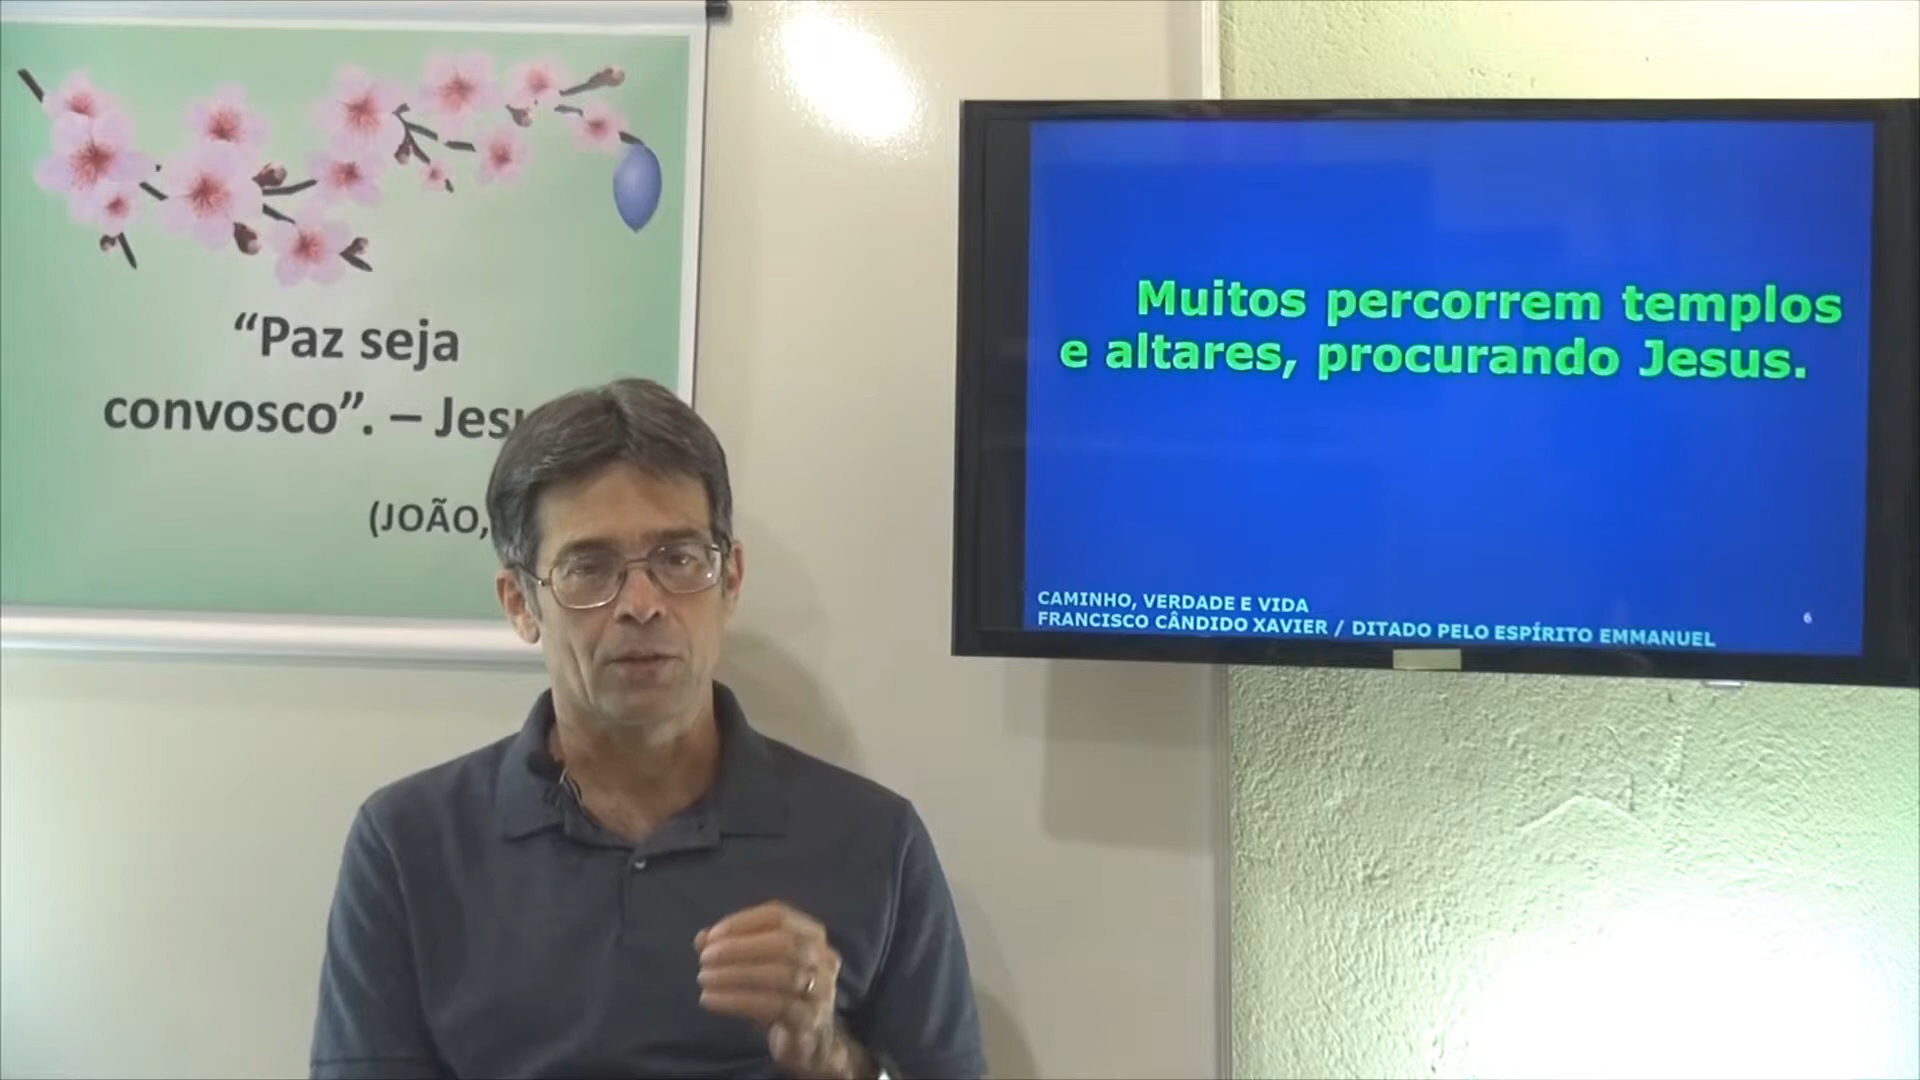 “Paz seja
convosco”. – Jesu
(JOÃO,
Muitos percorrem templos
e altares, procurando Jesus.
CAMINHO, VERDADE E VIDA
FRANCISCO CÂNDIDO XAVIER / DITADO PELO ESPÍRITO EMMANUEL
6